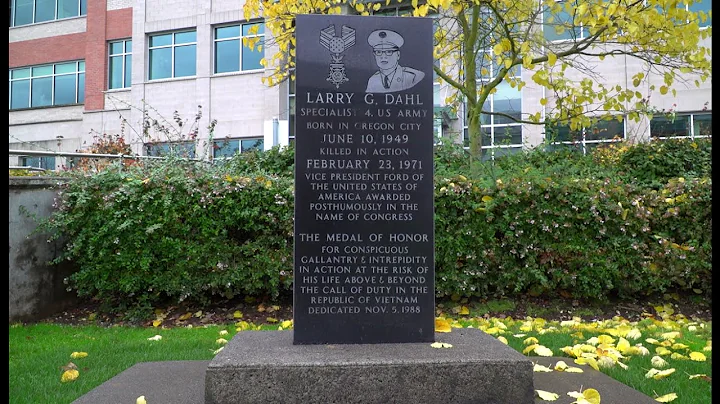 LARRY G. DAHL
SPECIALIST 4, US ARMY
BORN IN OREGON CITY
JUNE 10, 1949
KILLED IN ACTION
FEBRUARY 23, 1971
VICE PRESIDENT FORD OF
THE UNITED STATES OF
AMERICA AWARDED
POSTHUMOUSLY IN THE
NAME OF CONGRESS
THE MEDAL OF HONOR
FOR CONSPICUOUS
GALLANTRY & INTREPIDITY
IN ACTION AT THE RISK OF
HIS LIFE ABOVE & BEYOND
THE CALL OF DUTY IN THE
REPUBLIC OF VIETNAM
DEDICATED NOV. 5, 1988